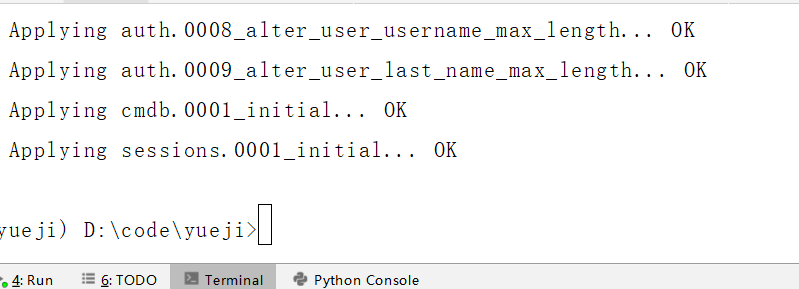 Applying auth.0008_alter_user_username_max_length... OK
Applying auth.0009_alter_user_last_name_max_length... OK
Applying cmdb.0001_initial... OK
Applying sessions.0001_initial... OK
yueji) D:\code\yueji>
4: Run 6: TODO Terminal Python Console